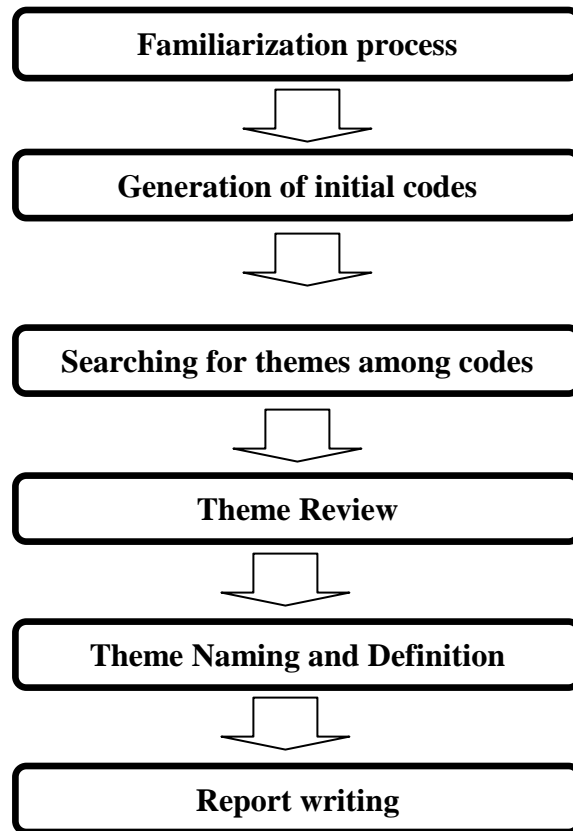 Familiarization process
Generation of initial codes
Searching for themes among codes
Theme Review
Theme Naming and Definition
Report writing